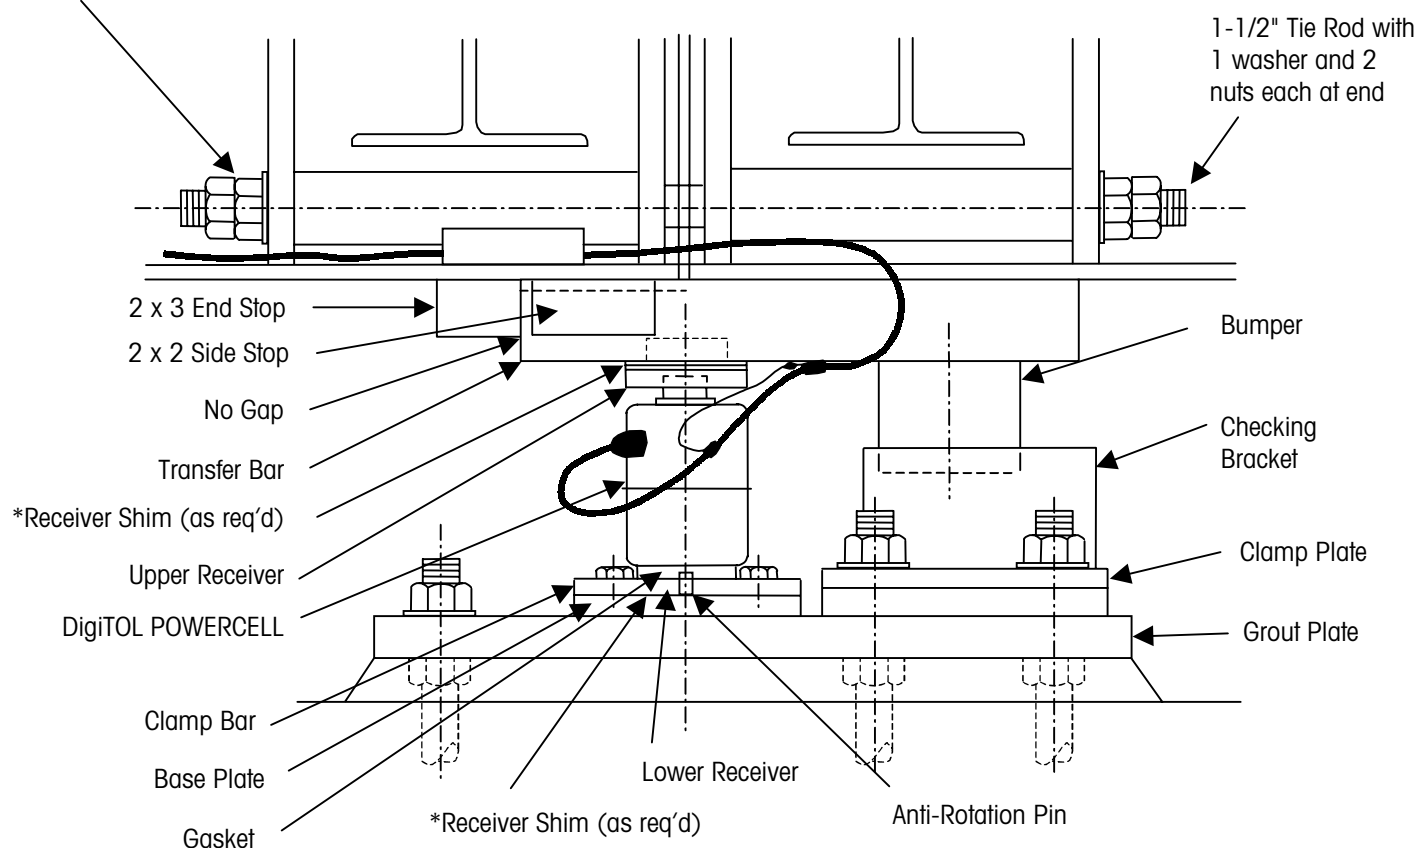 1-1/2" Tie Rod with
1 washer and 2
nuts each at end
2 x 3 End Stop
2 x 2 Side Stop
No Gap
Transfer Bar
*Receiver Shim (as req'd)
Upper Receiver
DigiTOL POWERCELL
Clamp Bar
Base Plate
Gasket
*Receiver Shim (as req'd)
Lower Receiver
Anti-Rotation Pin
Bumper
Checking
Bracket
Clamp Plate
Grout Plate